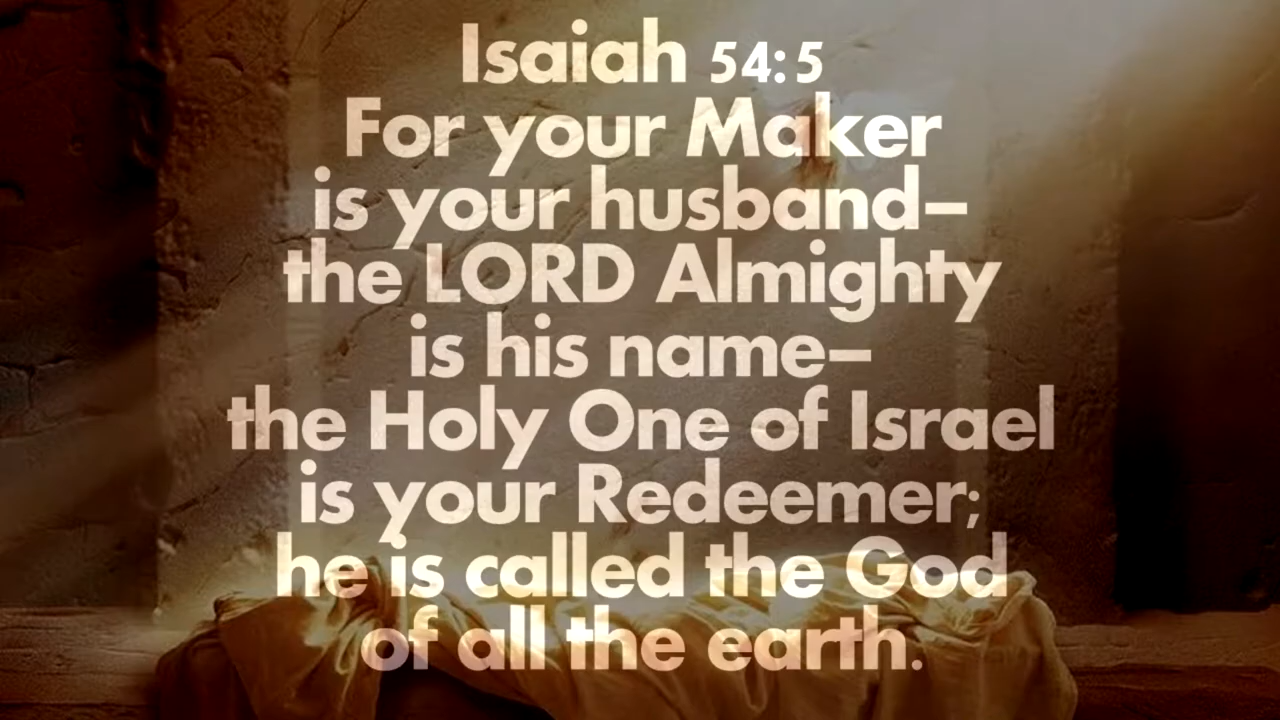 Isaiah 54:5
For your Maker
is your husband–
the LORD Almighty
is his name–
the Holy One of Israel
is your Redeemer;
he is called the God
of all the earth.